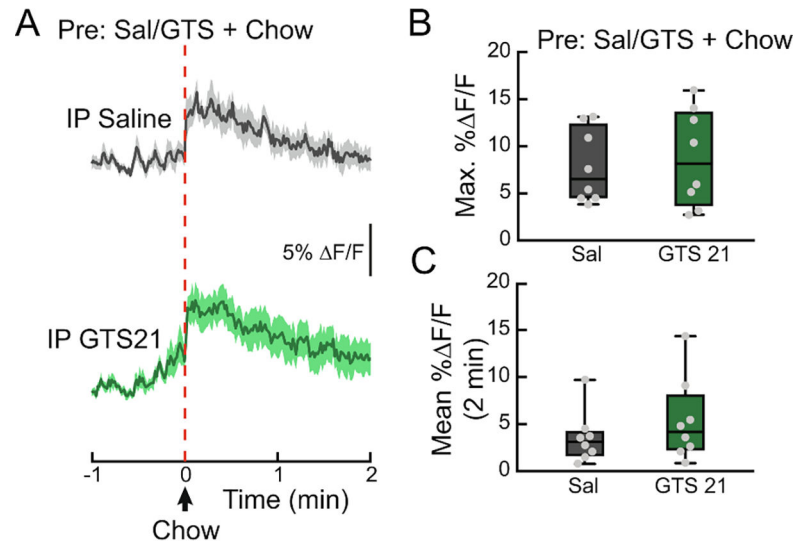 A
Pre: Sal/GTS + Chow
IP Saline
5% ΔF/F
IP GTS21
-1
0
1
2
Time (min)
Chow
B
Pre: Sal/GTS + Chow
Max. %ΔF/F
20
15
10
5
0
Sal
GTS 21
C
Mean %ΔF/F
(2 min)
20
15
10
5
0
Sal
GTS 21